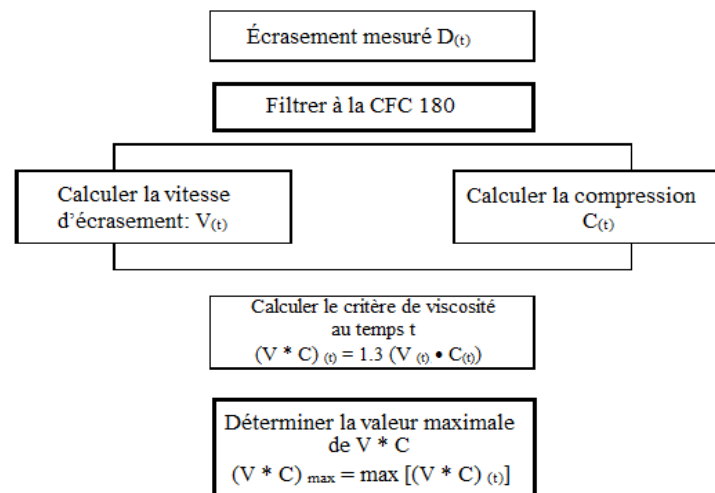 Écrasement mesuré D(t)
Filtrer à la CFC 180
Calculer la vitesse
d’écrasement: V(t)
Calculer la compression
C(t)
Calculer le critère de viscosité
au temps t
(V * C) (t) = 1.3 (V (t) • C(t))
Déterminer la valeur maximale
de V * C
(V * C) max = max [(V * C) (t)]